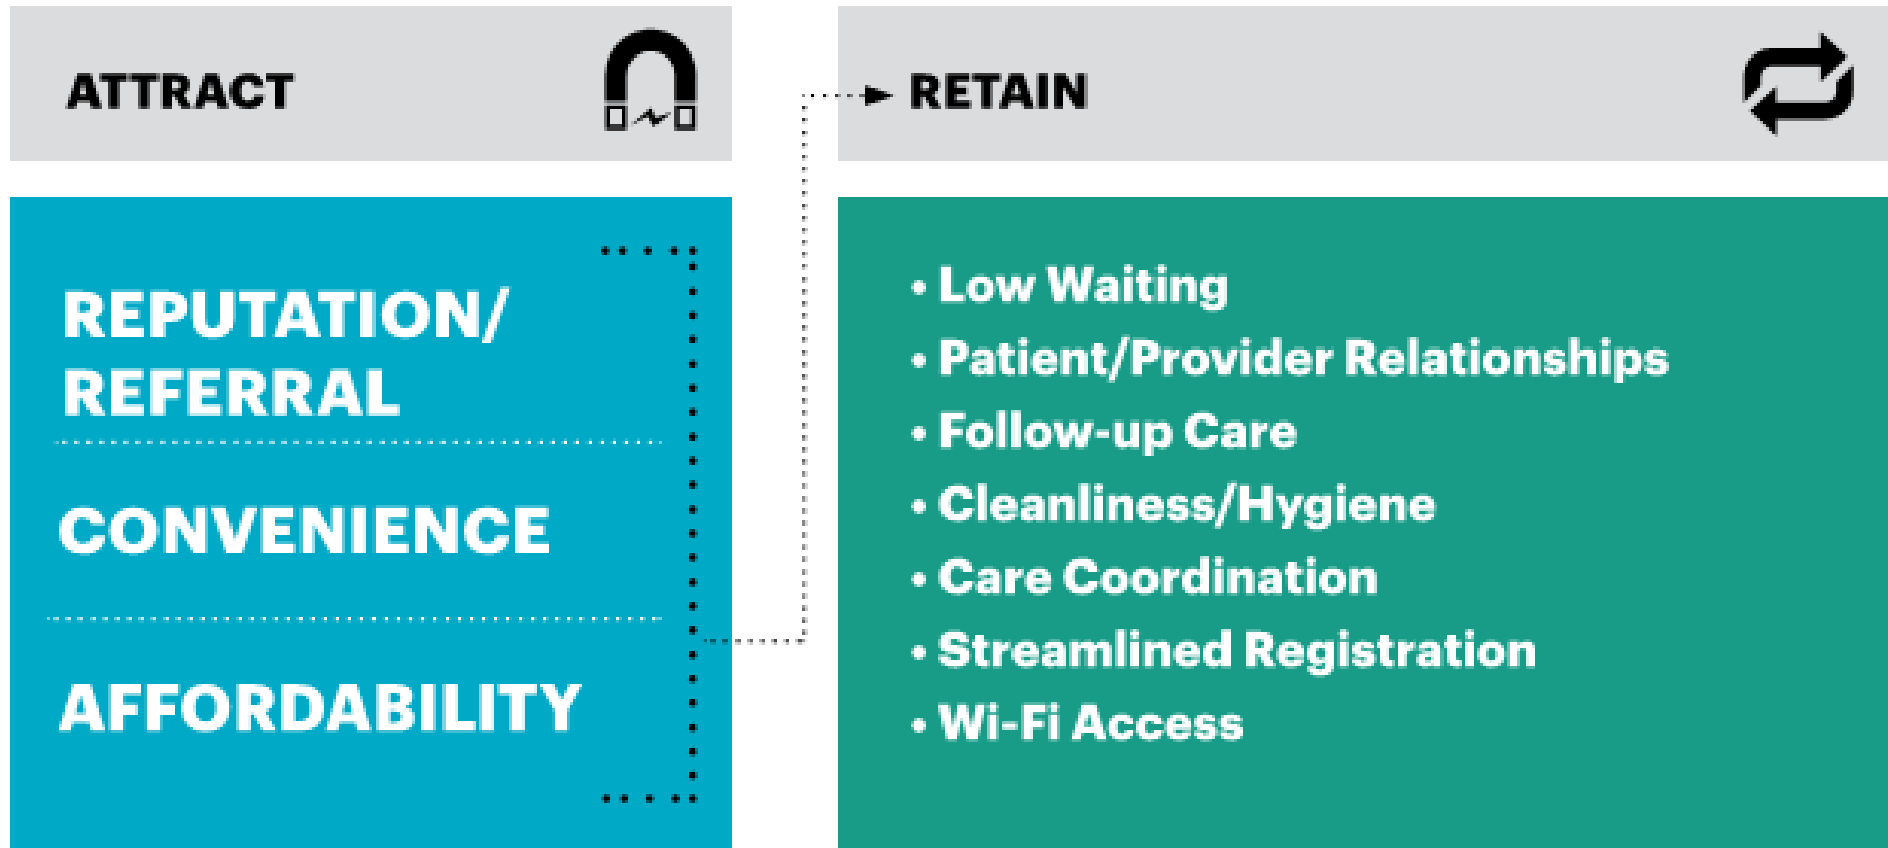 ATTRACT
REPUTATION/
REFERRAL
CONVENIENCE
AFFORDABILITY
RETAIN
• Low Waiting
• Patient/Provider Relationships
• Follow-up Care
• Cleanliness/Hygiene
• Care Coordination
• Streamlined Registration
• Wi-Fi Access